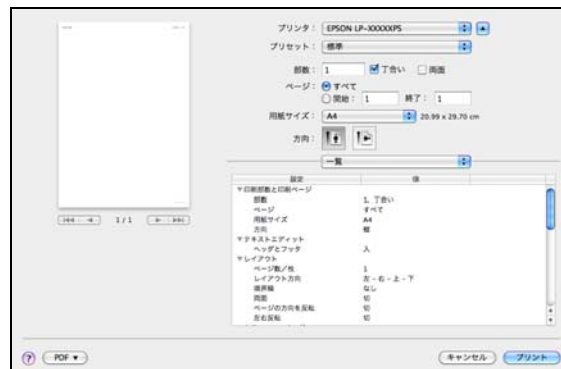 プリンタ： EPSON LP-XXXXXPS
プリセット： 標準
部数： 1 丁合い 両面
ページ： すべて
開始： 1 終了： 1
用紙サイズ： A4 20.99 x 29.70 cm
方向：
一覧
設定 値
▼印刷部数と印刷ページ
部数 1, 丁合い
ページ すべて
用紙サイズ A4
方向 縦
▼テキストエディット
ヘッダとフッタ 入
▼レイアウト
ページ数/枚 1
レイアウト方向 左 - 右 - 上 - 下
境界線 なし
両面 切
ページの方向を反転 切
左右反転 切
1 / 1
? PDF ▼ キャンセル プリント